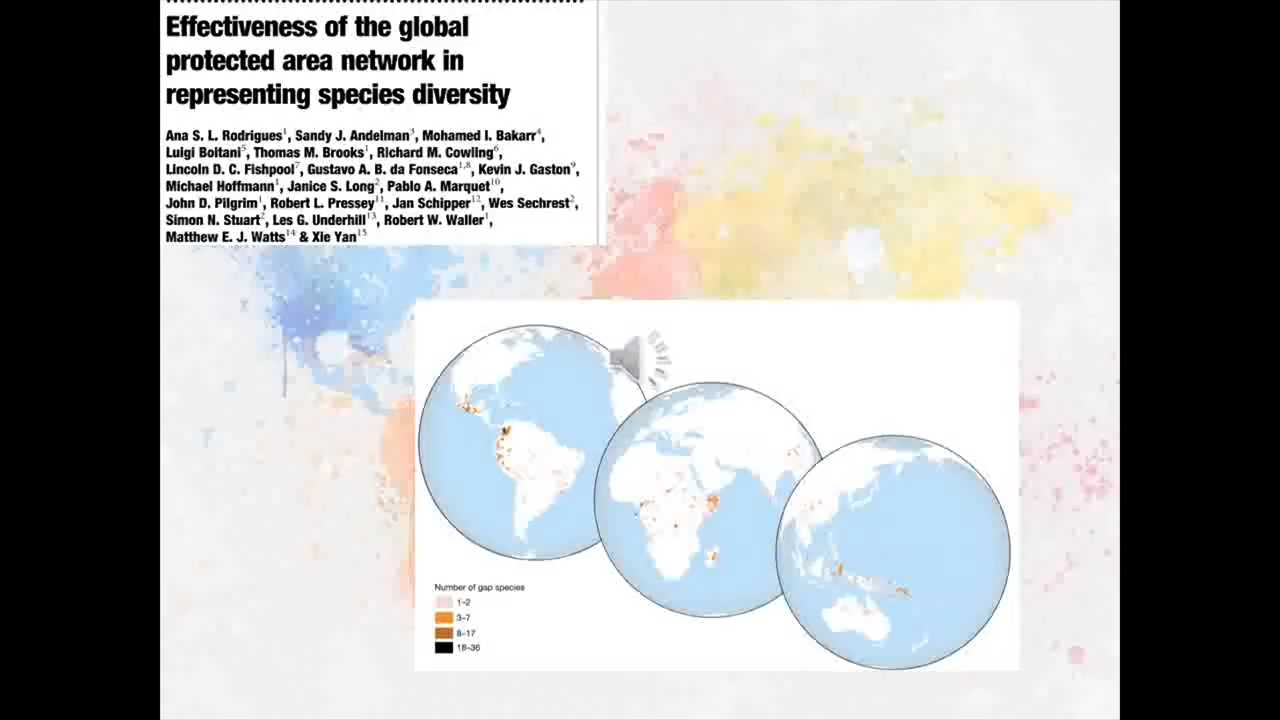 Effectiveness of the global
protected area network in
representing species diversity
Ana S. L. Rodrigues¹, Sandy J. Andelman³, Mohamed I. Bakarr⁴,
Luigi Boitani⁵, Thomas M. Brooks¹, Richard M. Cowling⁶,
Lincoln D. C. Fishpool⁷, Gustavo A. B. da Fonseca¹,⁸, Kevin J. Gaston⁹,
Michael Hoffmann¹, Janice S. Long², Pablo A. Marquet¹⁰,
John D. Pilgrim¹, Robert L. Pressey¹¹, Jan Schipper¹², Wes Sechrest²,
Simon N. Stuart², Les G. Underhill¹³, Robert W. Waller¹,
Matthew E. J. Watts¹⁴ & Xie Yan¹⁵
Number of gap species
1–2
3–7
8–17
18–36